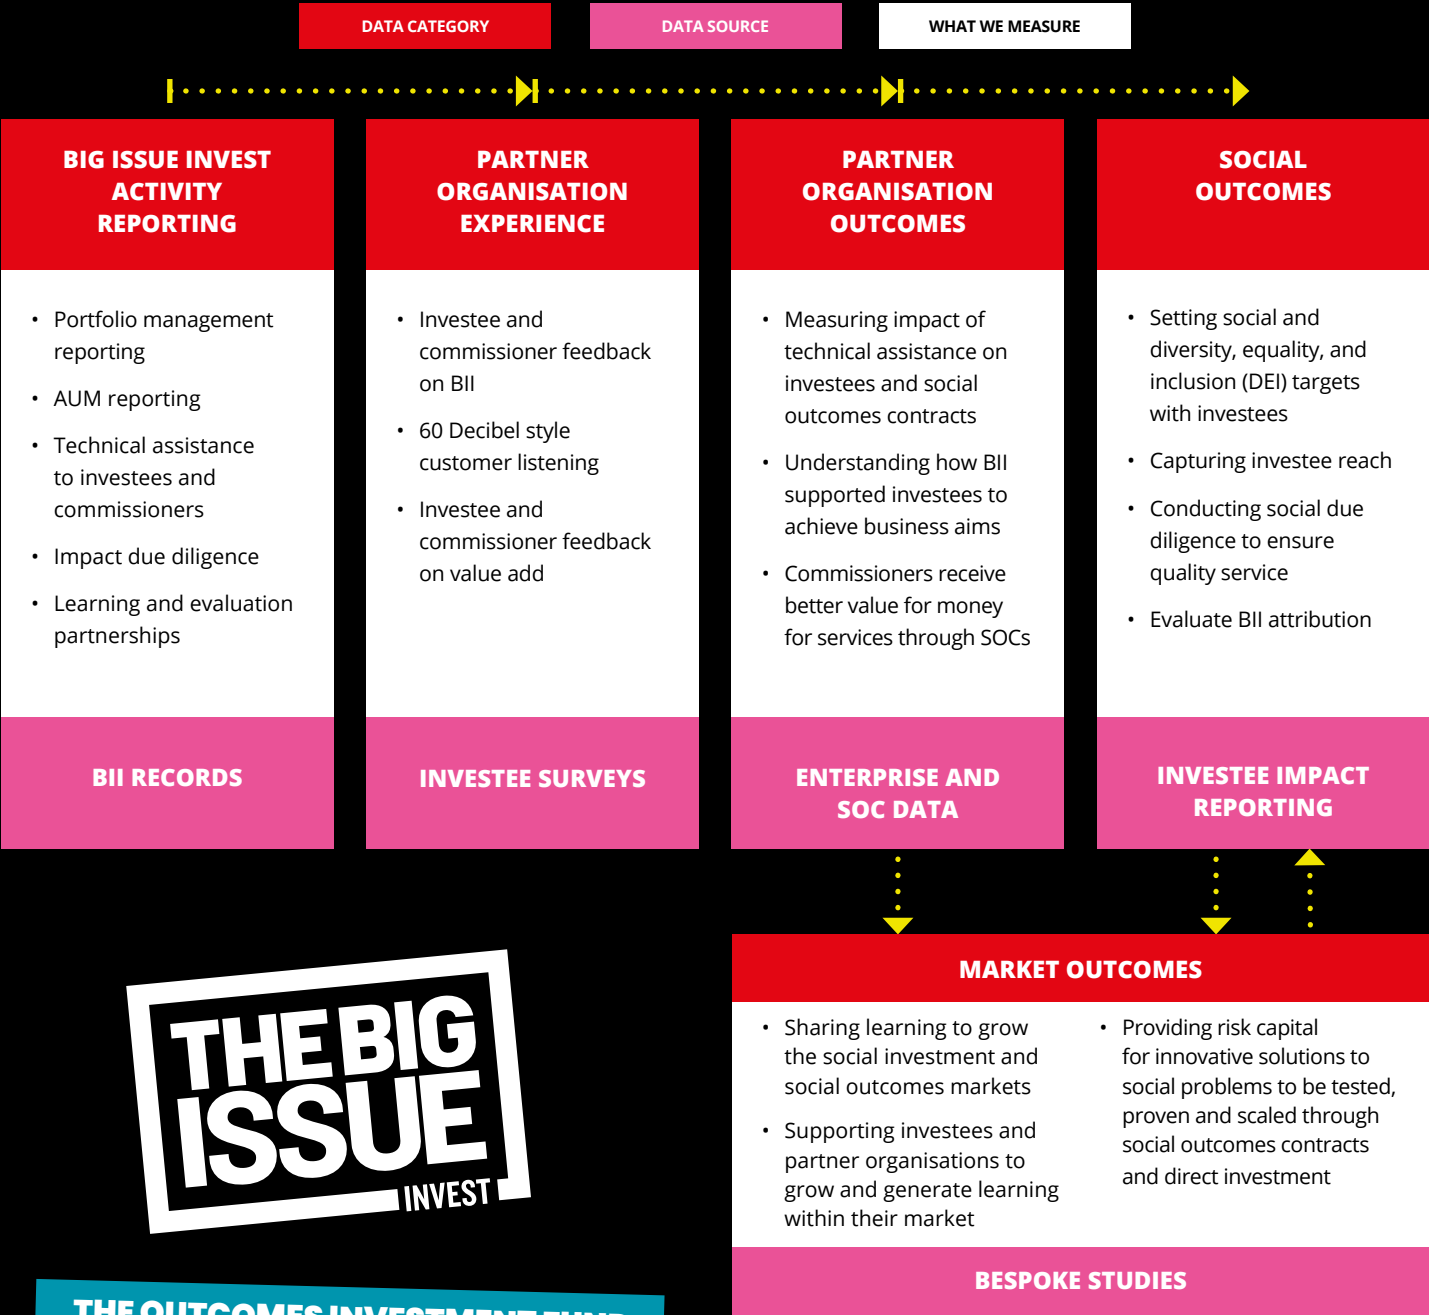 DATA CATEGORY
DATA SOURCE
WHAT WE MEASURE
BIG ISSUE INVEST
ACTIVITY
REPORTING
• Portfolio management
reporting
• AUM reporting
• Technical assistance
to investees and
commissioners
• Impact due diligence
• Learning and evaluation
partnerships
BII RECORDS
PARTNER
ORGANISATION
EXPERIENCE
• Investee and
commissioner feedback
on BII
• 60 Decibel style
customer listening
• Investee and
commissioner feedback
on value add
INVESTEE SURVEYS
PARTNER
ORGANISATION
OUTCOMES
• Measuring impact of
technical assistance on
investees and social
outcomes contracts
• Understanding how BII
supported investees to
achieve business aims
• Commissioners receive
better value for money
for services through SOCs
ENTERPRISE AND
SOC DATA
SOCIAL
OUTCOMES
• Setting social and
diversity, equality, and
inclusion (DEI) targets
with investees
• Capturing investee reach
• Conducting social due
diligence to ensure
quality service
• Evaluate BII attribution
INVESTEE IMPACT
REPORTING
MARKET OUTCOMES
• Sharing learning to grow
the social investment and
social outcomes markets
• Supporting investees and
partner organisations to
grow and generate learning
within their market
• Providing risk capital
for innovative solutions to
social problems to be tested,
proven and scaled through
social outcomes contracts
and direct investment
BESPOKE STUDIES
THE BIG
ISSUE
INVEST
THE OUTCOMES INVESTMENT FUND